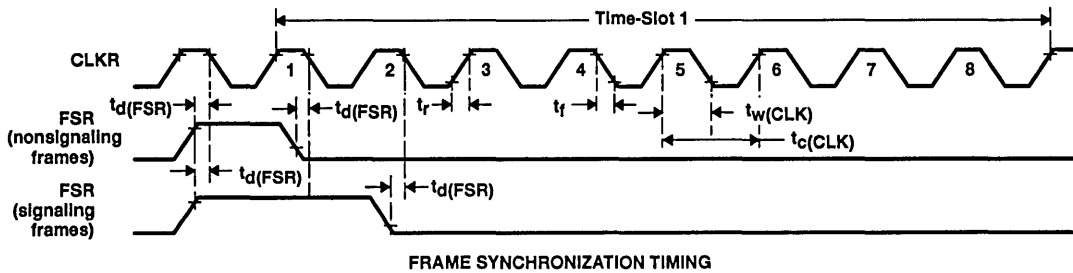 Time-Slot 1
CLKR
1 2 3 4 5 6 7 8
td(FSR) td(FSR) tr tf tw(CLK)
tc(CLK)
FSR
(nonsignaling
frames)
td(FSR) td(FSR)
FSR
(signaling
frames)
FRAME SYNCHRONIZATION TIMING